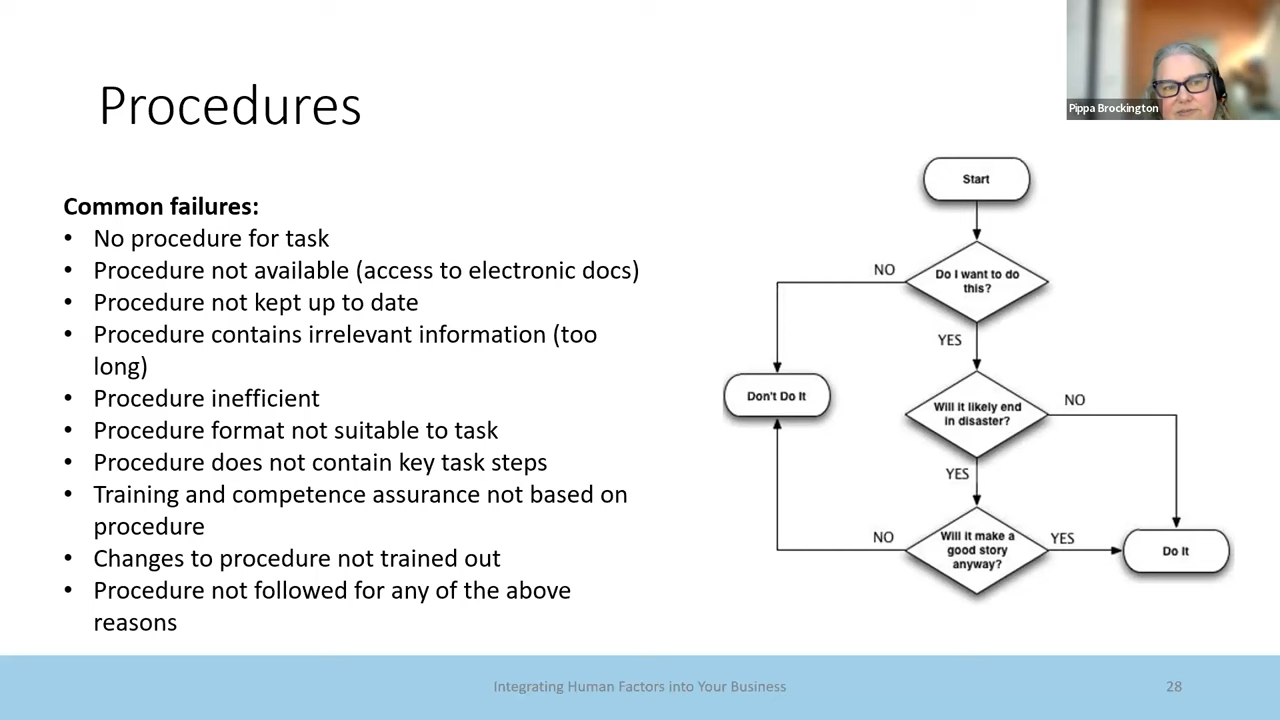 Pippa Brockington
Procedures
Common failures:
• No procedure for task
• Procedure not available (access to electronic docs)
• Procedure not kept up to date
• Procedure contains irrelevant information (too
long)
• Procedure inefficient
• Procedure format not suitable to task
• Procedure does not contain key task steps
• Training and competence assurance not based on
procedure
• Changes to procedure not trained out
• Procedure not followed for any of the above
reasons
Start
Do I want to do
this?
NO
YES
Don't Do It
Will it likely end
in disaster?
NO
YES
Will it make a
good story
anyway?
NO
YES
Do It
Integrating Human Factors into Your Business
28